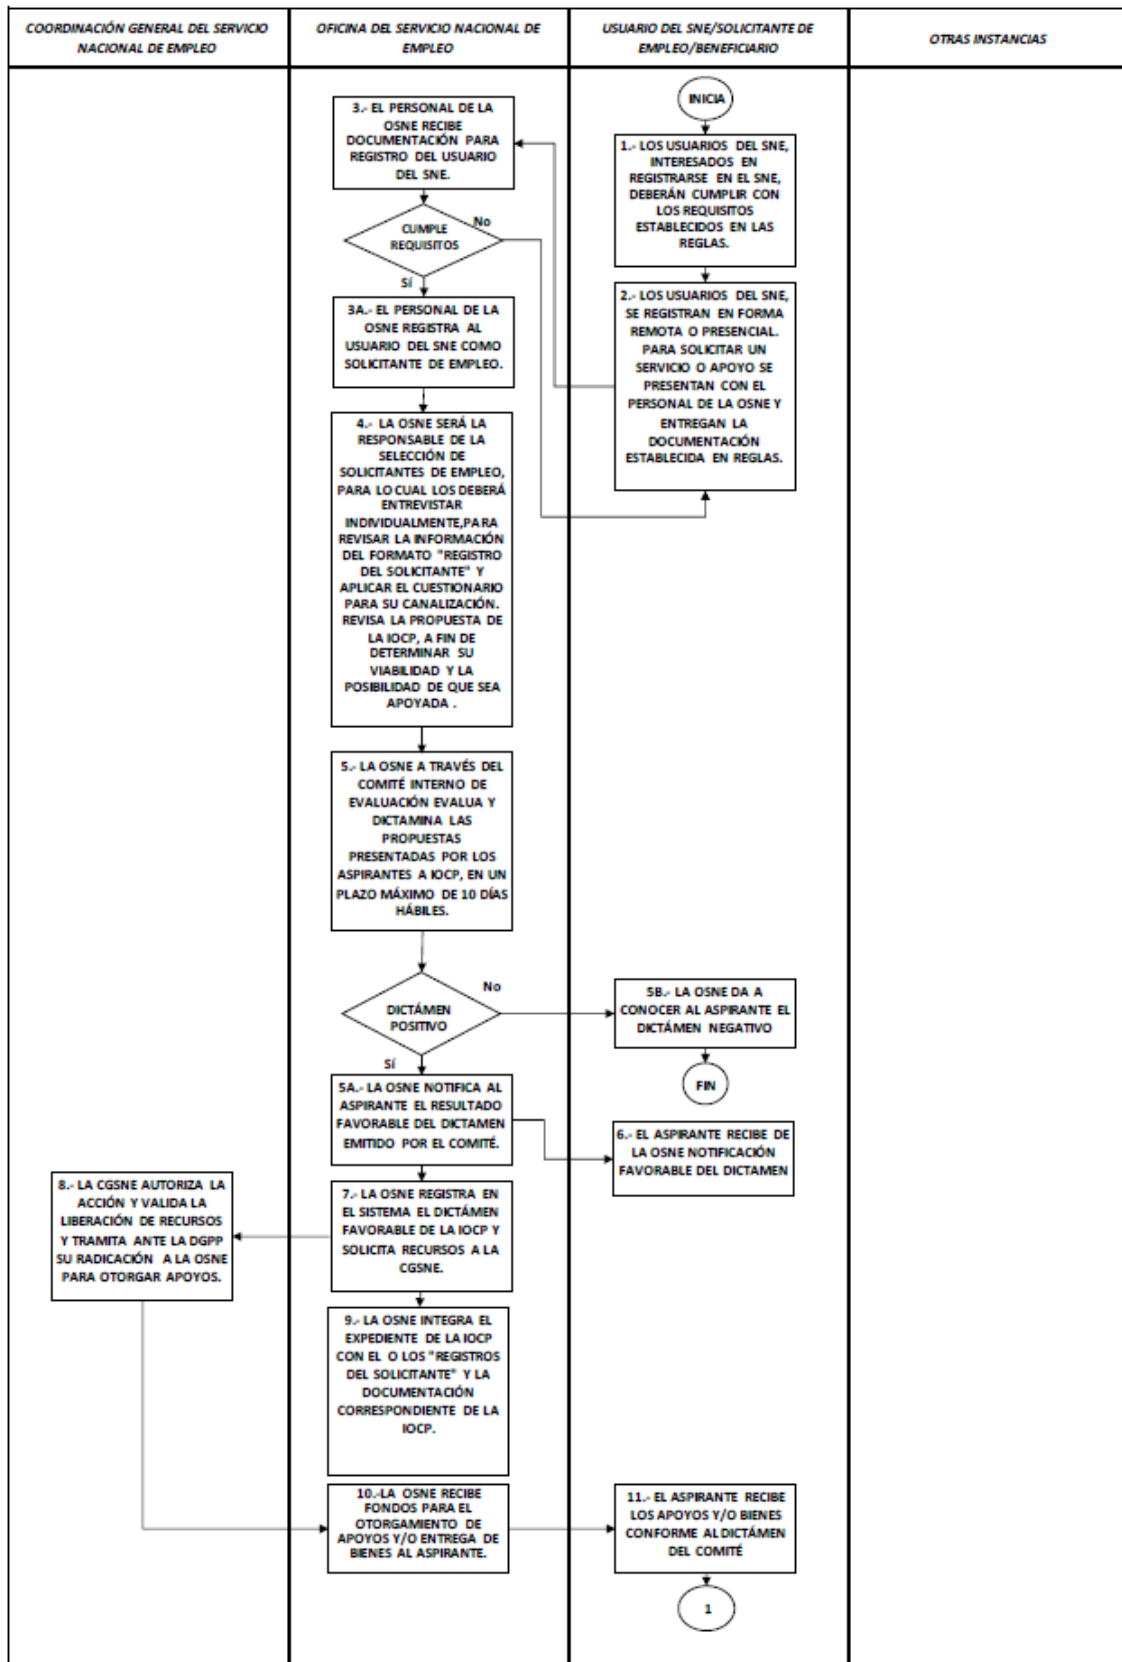 COORDINACIÓN GENERAL DEL SERVICIO
NACIONAL DE EMPLEO
OFICINA DEL SERVICIO NACIONAL DE
EMPLEO
USUARIO DEL SNE/SOLICITANTE DE
EMPLEO/BENEFICIARIO
OTRAS INSTANCIAS
INICIA
1.- LOS USUARIOS DEL SNE,
INTERESADOS EN
REGISTRARSE EN EL SNE,
DEBERÁN CUMPLIR CON
LOS REQUISITOS
ESTABLECIDOS EN LAS
REGLAS.
2.- LOS USUARIOS DEL SNE,
SE REGISTRAN EN FORMA
REMOTA O PRESENCIAL.
PARA SOLICITAR UN
SERVICIO O APOYO SE
PRESENTAN CON EL
PERSONAL DE LA OSNE Y
ENTREGAN LA
DOCUMENTACIÓN
ESTABLECIDA EN REGLAS.
3.- EL PERSONAL DE LA
OSNE RECIBE
DOCUMENTACIÓN PARA
REGISTRO DEL USUARIO
DEL SNE.
CUMPLE
REQUISITOS
No
Sí
3A.- EL PERSONAL DE LA
OSNE REGISTRA AL
USUARIO DEL SNE COMO
SOLICITANTE DE EMPLEO.
4.- LA OSNE SERÁ LA
RESPONSABLE DE LA
SELECCIÓN DE
SOLICITANTES DE EMPLEO,
PARA LO CUAL LOS DEBERÁ
ENTREVISTAR
INDIVIDUALMENTE,PARA
REVISAR LA INFORMACIÓN
DEL FORMATO "REGISTRO
DEL SOLICITANTE" Y
APLICAR EL CUESTIONARIO
PARA SU CANALIZACIÓN.
REVISA LA PROPUESTA DE
LA IOCP, A FIN DE
DETERMINAR SU
VIABILIDAD Y LA
POSIBILIDAD DE QUE SEA
APOYADA .
5.- LA OSNE A TRAVÉS DEL
COMITÉ INTERNO DE
EVALUACIÓN EVALUA Y
DICTAMINA LAS
PROPUESTAS
PRESENTADAS POR LOS
ASPIRANTES A IOCP, EN UN
PLAZO MÁXIMO DE 10 DÍAS
HÁBILES.
DICTÁMEN
POSITIVO
No
Sí
5B.- LA OSNE DA A
CONOCER AL ASPIRANTE EL
DICTÁMEN NEGATIVO
FIN
5A.- LA OSNE NOTIFICA AL
ASPIRANTE EL RESULTADO
FAVORABLE DEL DICTAMEN
EMITIDO POR EL COMITÉ.
6.- EL ASPIRANTE RECIBE DE
LA OSNE NOTIFICACIÓN
FAVORABLE DEL DICTAMEN
7.- LA OSNE REGISTRA EN
EL SISTEMA EL DICTÁMEN
FAVORABLE DE LA IOCP Y
SOLICITA RECURSOS A LA
CGSNE.
8.- LA CGSNE AUTORIZA LA
ACCIÓN Y VALIDA LA
LIBERACIÓN DE RECURSOS
Y TRAMITA ANTE LA DGPP
SU RADICACIÓN A LA OSNE
PARA OTORGAR APOYOS.
9.- LA OSNE INTEGRA EL
EXPEDIENTE DE LA IOCP
CON EL O LOS "REGISTROS
DEL SOLICITANTE" Y LA
DOCUMENTACIÓN
CORRESPONDIENTE DE LA
IOCP.
10.-LA OSNE RECIBE
FONDOS PARA EL
OTORGAMIENTO DE
APOYOS Y/O ENTREGA DE
BIENES AL ASPIRANTE.
11.- EL ASPIRANTE RECIBE
LOS APOYOS Y/O BIENES
CONFORME AL DICTÁMEN
DEL COMITÉ
1